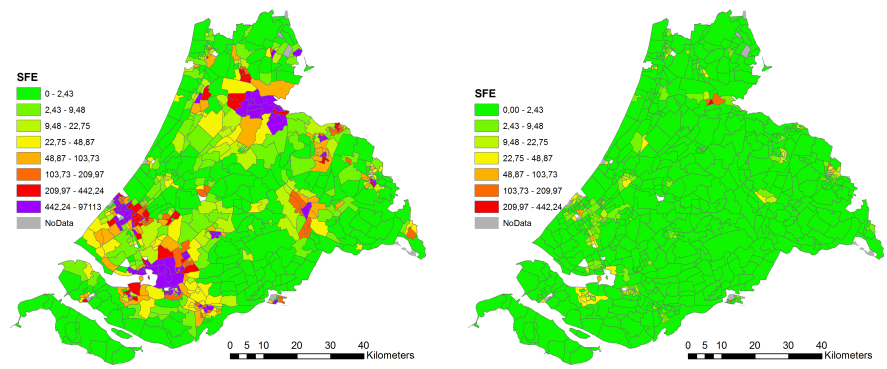 SFE
0 - 2,43
2,43 - 9,48
9,48 - 22,75
22,75 - 48,87
48,87 - 103,73
103,73 - 209,97
209,97 - 442,24
442,24 - 97113
NoData
0 5 10 20 30 40
Kilometers
SFE
0,00 - 2,43
2,43 - 9,48
9,48 - 22,75
22,75 - 48,87
48,87 - 103,73
103,73 - 209,97
209,97 - 442,24
NoData
0 5 10 20 30 40
Kilometers